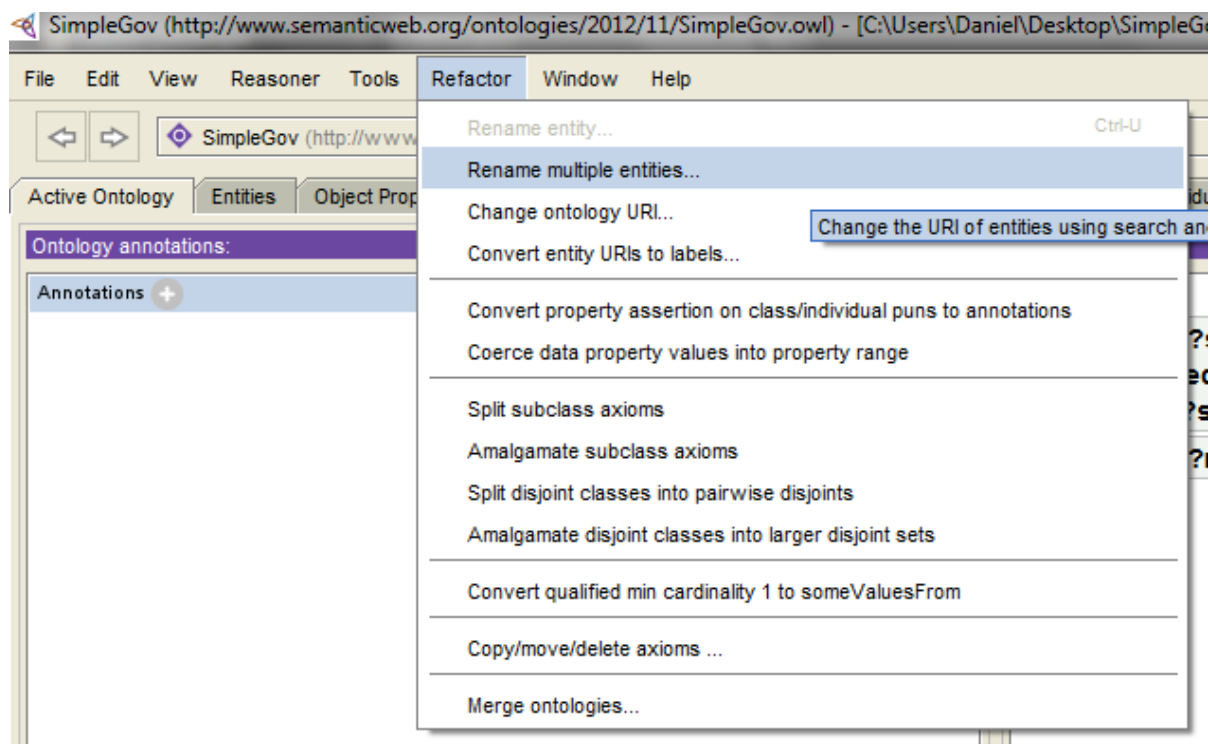 SimpleGov (http://www.semanticweb.org/ontologies/2012/11/SimpleGov.owl) - [C:\Users\Daniel\Desktop\SimpleGo
File Edit View Reasoner Tools Refactor Window Help
SimpleGov (http://www
Rename entity... Ctrl-U
Rename multiple entities...
Active Ontology Entities Object Prop
Change ontology URI...
Change the URI of entities using search an
Ontology annotations:
Convert entity URIs to labels...
Annotations
Convert property assertion on class/individual puns to annotations
Coerce data property values into property range
Split subclass axioms
Amalgamate subclass axioms
Split disjoint classes into pairwise disjoints
Amalgamate disjoint classes into larger disjoint sets
Convert qualified min cardinality 1 to someValuesFrom
Copy/move/delete axioms ...
Merge ontologies...